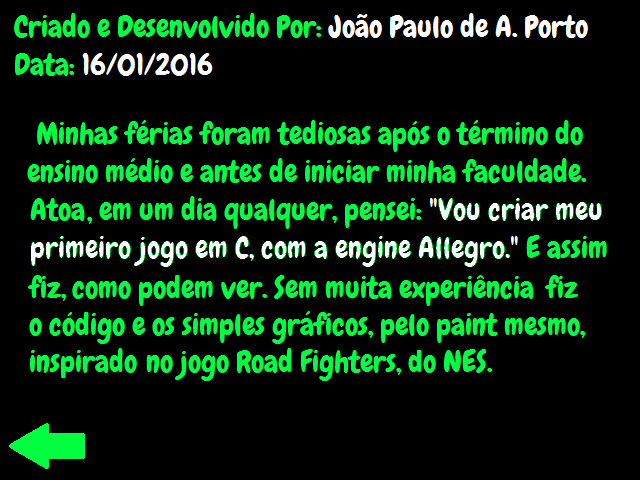 Criado e Desenvolvido Por: João Paulo de A. Porto
Data: 16/01/2016
Minhas férias foram tediosas após o término do
ensino médio e antes de iniciar minha faculdade.
Atoa, em um dia qualquer, pensei: "Vou criar meu
primeiro jogo em C, com a engine Allegro." E assim
fiz, como podem ver. Sem muita experiência fiz
o código e os simples gráficos, pelo paint mesmo,
inspirado no jogo Road Fighters, do NES.